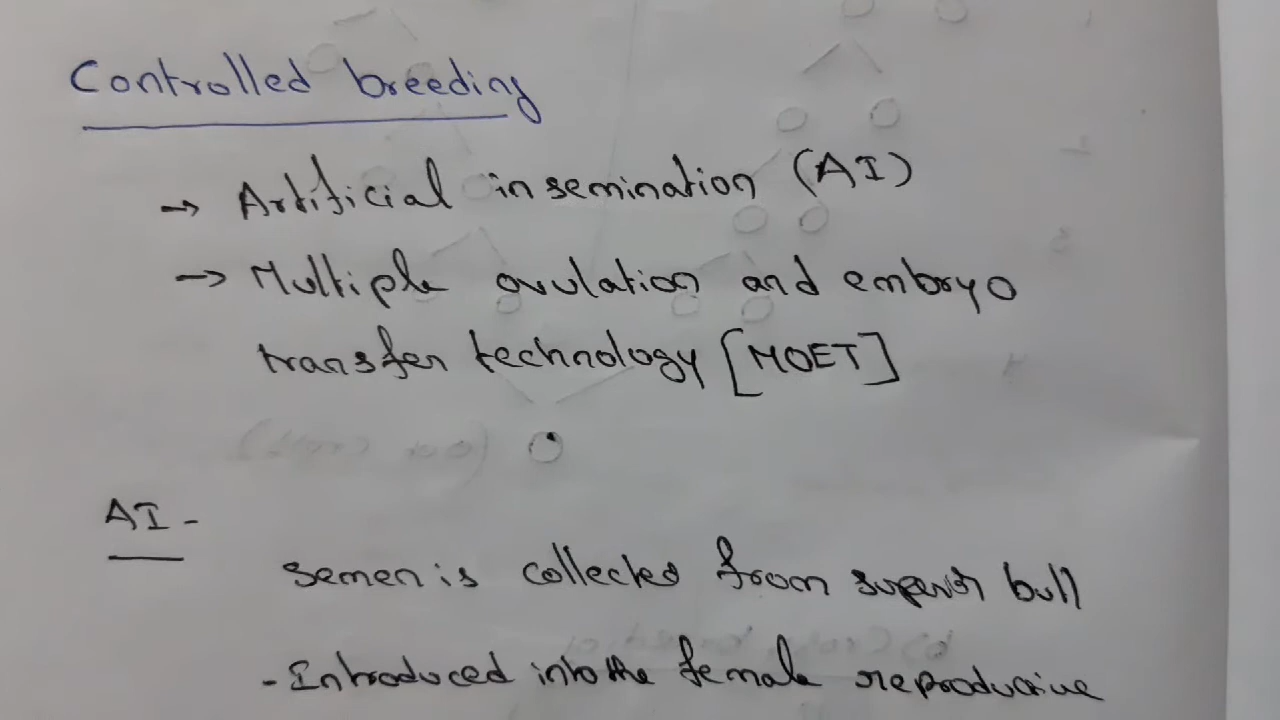 Controlled breeding
→ Artificial insemination (AI)
→ Multiple ovulation and embryo
transfer technology [MOET]
AI -
Semen is collected from superior bull
- Introduced into the female reproductive